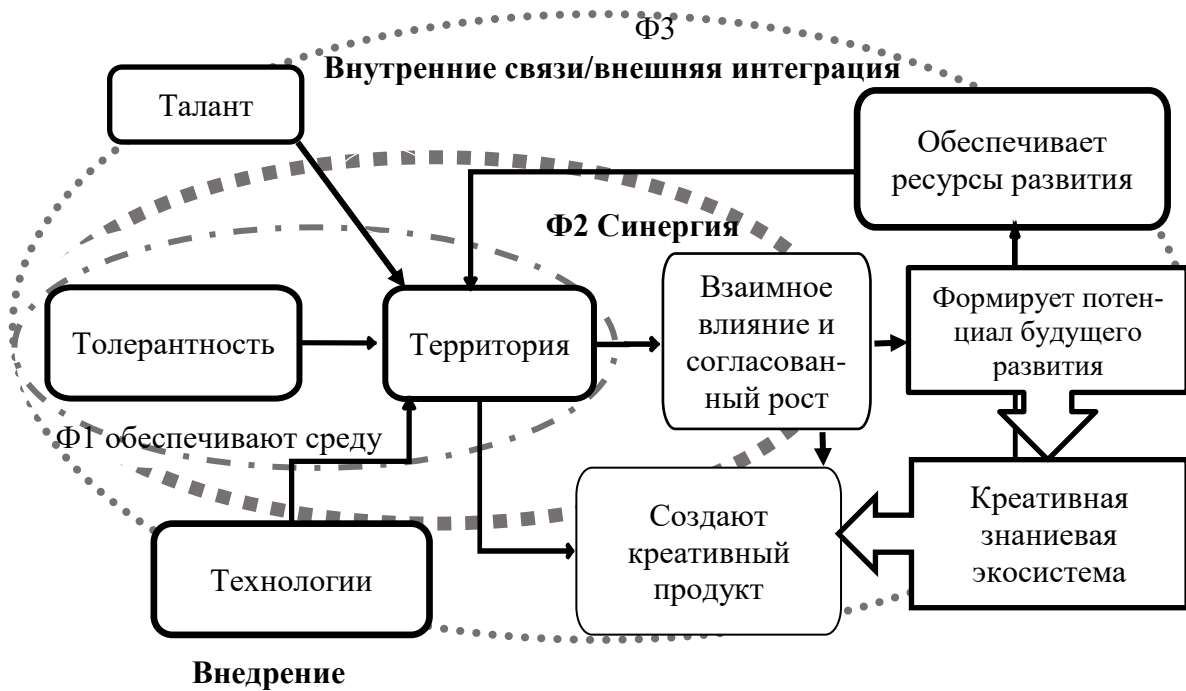 Ф3
Внутренние связи/внешняя интеграция
Талант
Обеспечивает
ресурсы развития
Ф2 Синергия
Толерантность
Территория
Взаимное
влияние и
согласован-
ный рост
Формирует потен-
циал будущего
развития
Ф1 обеспечивают среду
Технологии
Создают
креативный
продукт
Креативная
знаниевая
экосистема
Внедрение